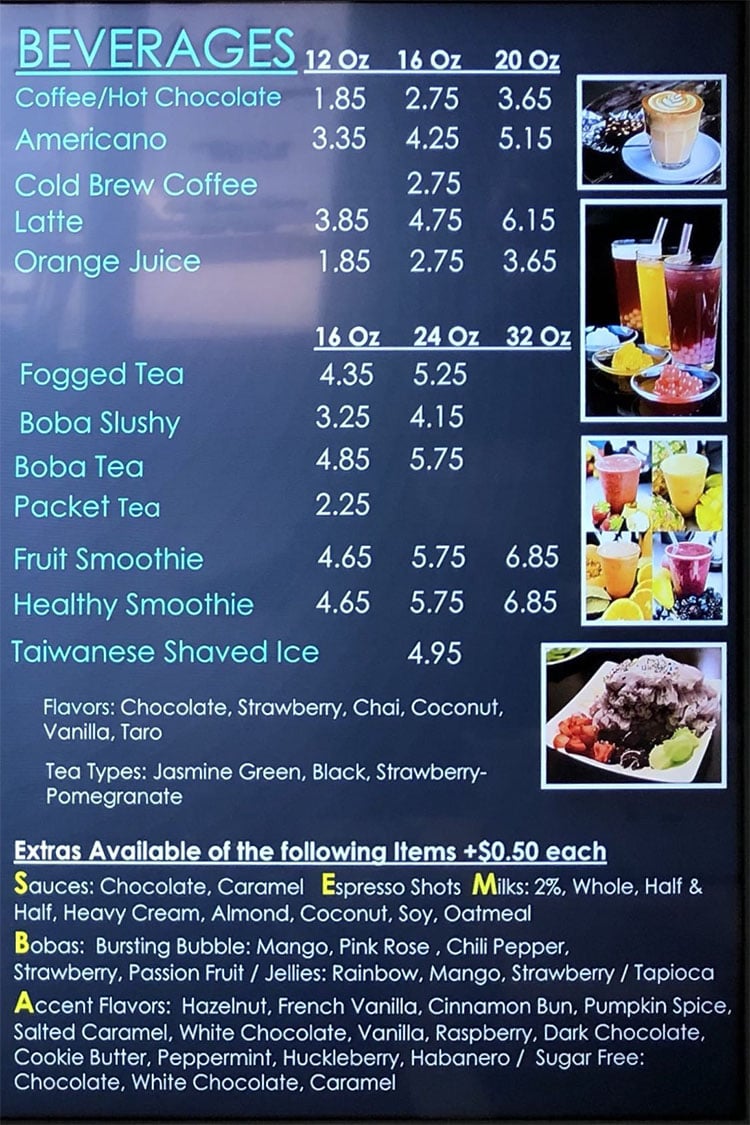 BEVERAGES 12 Oz 16 Oz 20 Oz
Coffee/Hot Chocolate 1.85 2.75 3.65
Americano 3.35 4.25 5.15
Cold Brew Coffee 2.75
Latte 3.85 4.75 6.15
Orange Juice 1.85 2.75 3.65
16 Oz 24 Oz 32 Oz
Fogged Tea 4.35 5.25
Boba Slushy 3.25 4.15
Boba Tea 4.85 5.75
Packet Tea 2.25
Fruit Smoothie 4.65 5.75 6.85
Healthy Smoothie 4.65 5.75 6.85
Taiwanese Shaved Ice 4.95
Flavors: Chocolate, Strawberry, Chai, Coconut,
Vanilla, Taro
Tea Types: Jasmine Green, Black, Strawberry-
Pomegranate
Extras Available of the following Items +$0.50 each
Sauces: Chocolate, Caramel Espresso Shots Milks: 2%, Whole, Half &
Half, Heavy Cream, Almond, Coconut, Soy, Oatmeal
Bobas: Bursting Bubble: Mango, Pink Rose , Chili Pepper,
Strawberry, Passion Fruit / Jellies: Rainbow, Mango, Strawberry / Tapioca
Accent Flavors: Hazelnut, French Vanilla, Cinnamon Bun, Pumpkin Spice,
Salted Caramel, White Chocolate, Vanilla, Raspberry, Dark Chocolate,
Cookie Butter, Peppermint, Huckleberry, Habanero / Sugar Free:
Chocolate, White Chocolate, Caramel